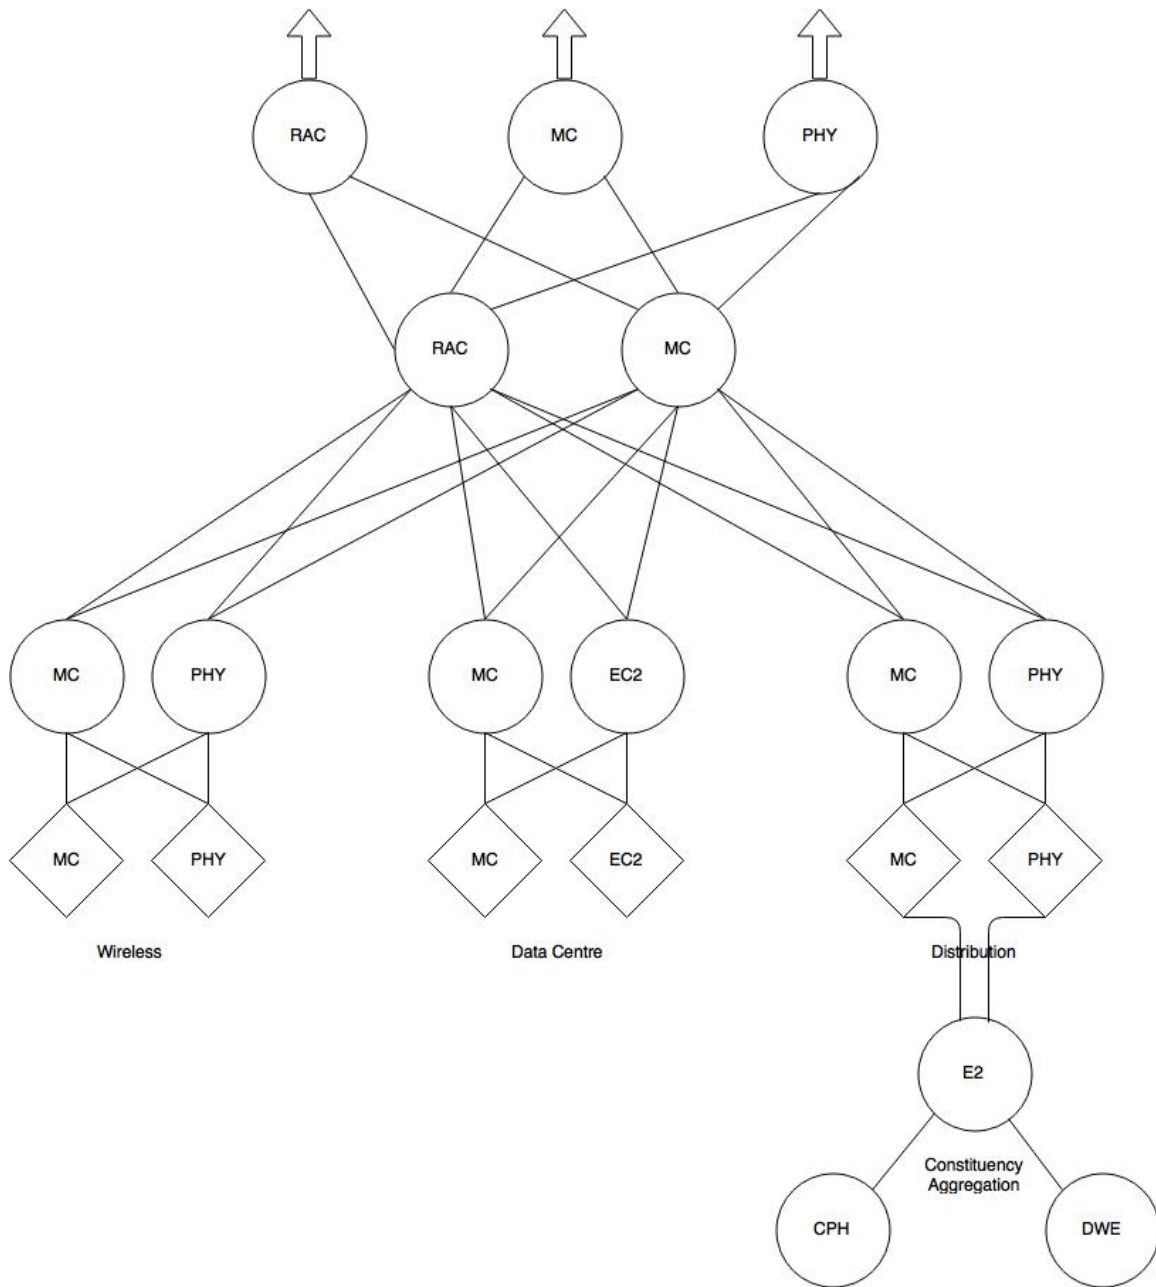 RAC
MC
PHY
RAC
MC
MC
PHY
MC
EC2
MC
PHY
MC
PHY
MC
EC2
MC
PHY
Wireless
Data Centre
Distribution
E2
Constituency
Aggregation
CPH
DWE